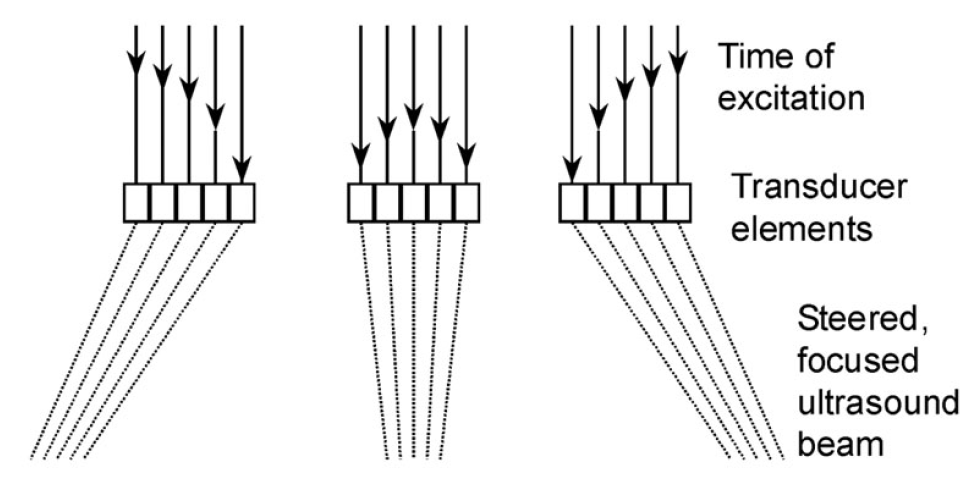 Time of
excitation
Transducer
elements
Steered,
focused
ultrasound
beam